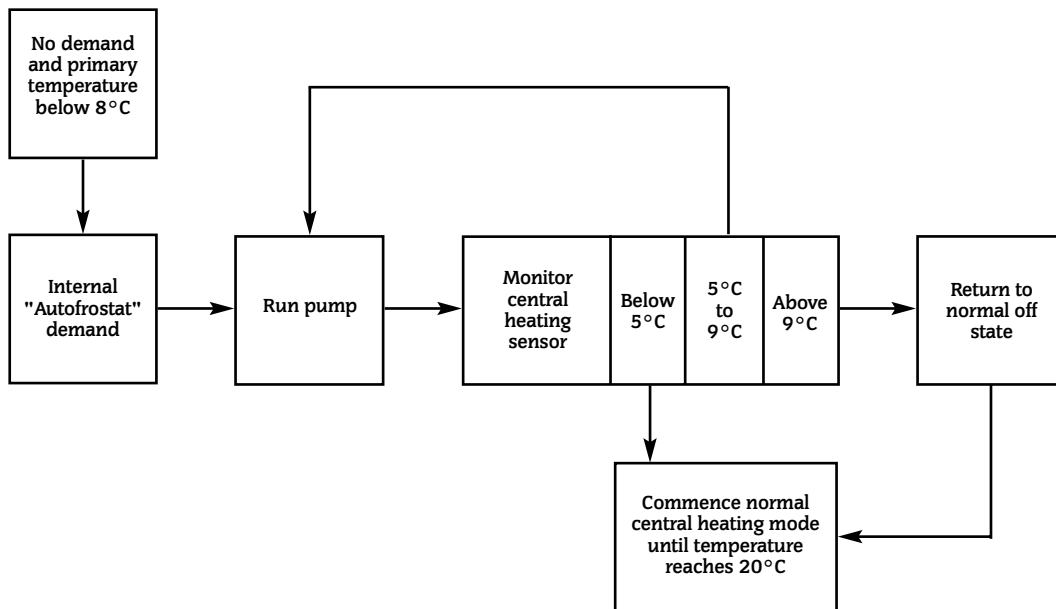 No demand
and primary
temperature
below 8°C
Internal
"Autofrostat"
demand
Run pump
Monitor
central
heating
sensor
Below
5°C
5°C
to
9°C
Above
9°C
Return to
normal off
state
Commence normal
central heating mode
until temperature
reaches 20°C